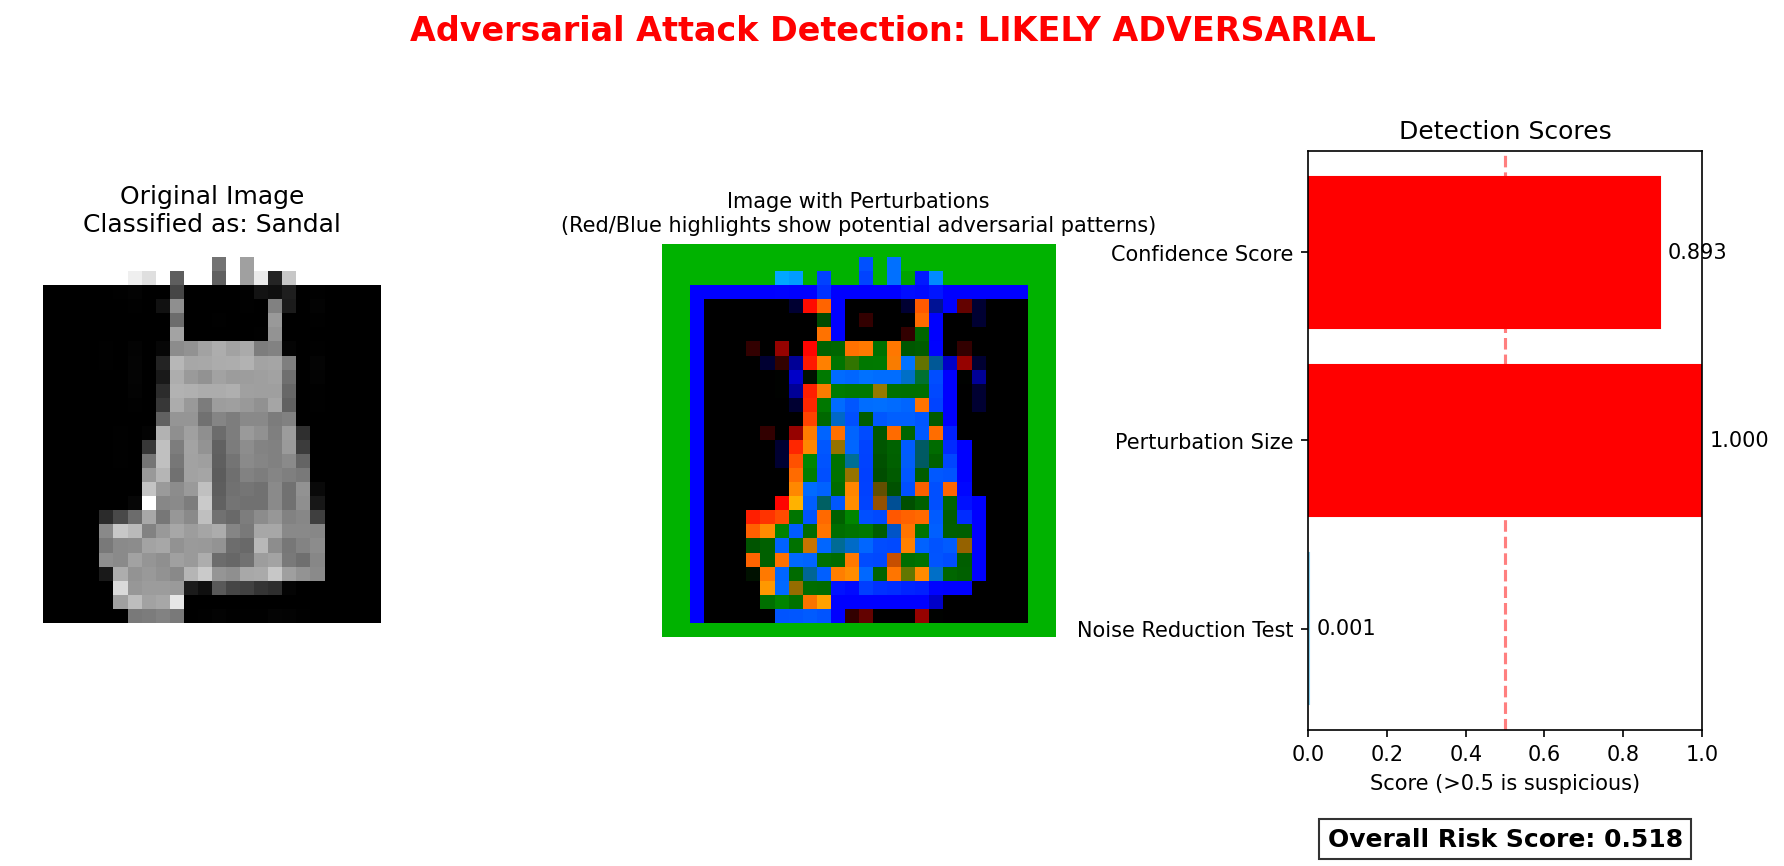 Adversarial Attack Detection: LIKELY ADVERSARIAL
Original Image
Classified as: Sandal
Image with Perturbations
(Red/Blue highlights show potential adversarial patterns)
Detection Scores
Confidence Score
0.893
Perturbation Size
1.000
Noise Reduction Test
0.001
0.0 0.2 0.4 0.6 0.8 1.0
Score (>0.5 is suspicious)
Overall Risk Score: 0.518